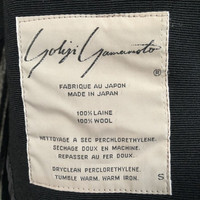 Yohji Yamamoto
®
FABRIQUÉ AU JAPON
MADE IN JAPAN
100% LAINE
100% WOOL
NETTOYAGE A SEC PERCHLORETHYLENE.
SECHAGE DOUX EN MACHINE.
REPASSER AU FER DOUX.
DRYCLEAN PERCLORETHYLENE.
TUMBLE WARM. WARM IRON.
S